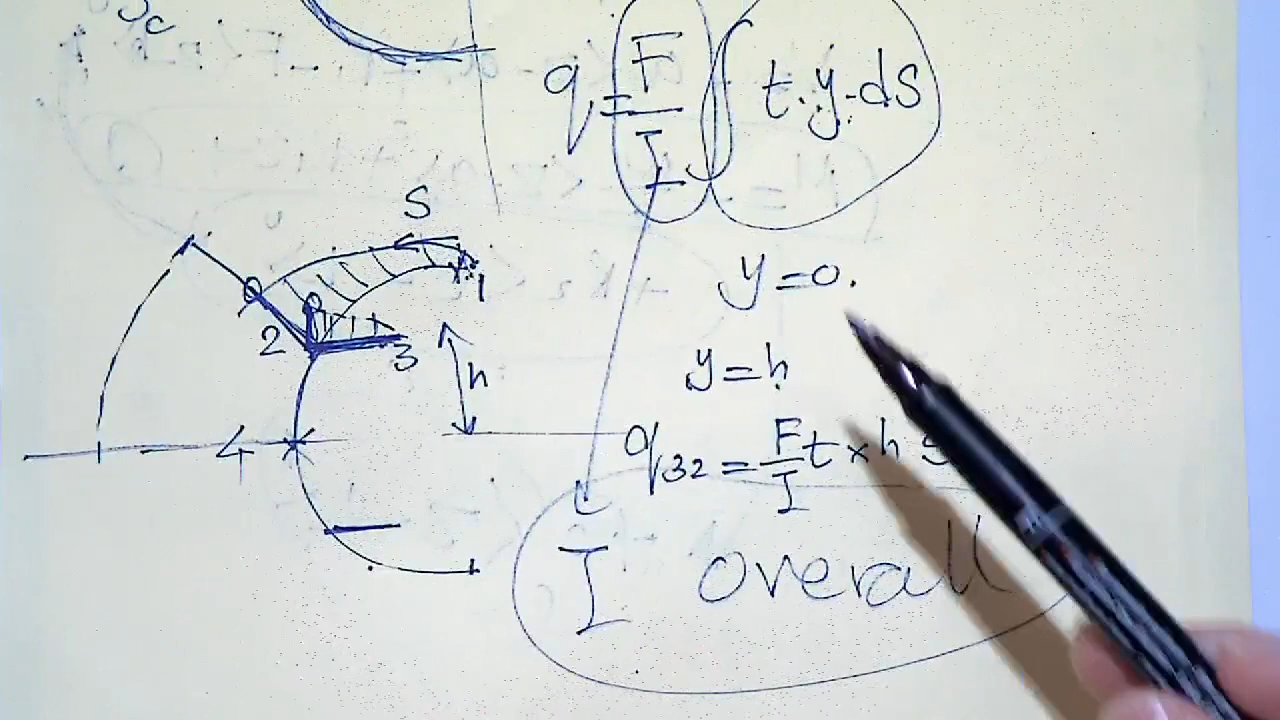 q = F/I ∫ t.y.ds
S
1
y = 0.
2
3
h
y = h
4
q32 = F/I t × h S
I overall